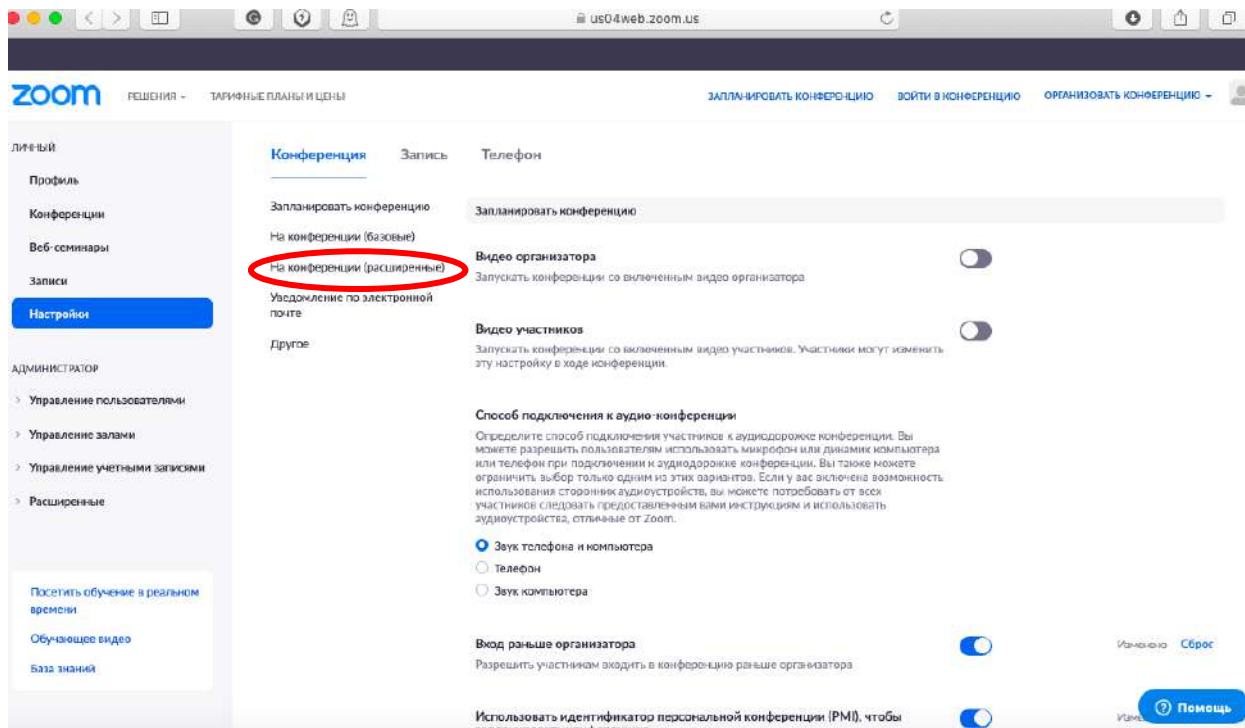 us04web.zoom.us
zoom
РЕШЕНИЯ
ТАРИФНЫЕ ПЛАНЫ И ЦЕНЫ
ЗАПЛАНИРОВАТЬ КОНФЕРЕНЦИЮ
ВОЙТИ В КОНФЕРЕНЦИЮ
ОРГАНИЗОВАТЬ КОНФЕРЕНЦИЮ
ЛИЧНЫЙ
Профиль
Конференции
Веб-семинары
Записи
Настройки
АДМИНИСТРАТОР
Управление пользователями
Управление залами
Управление учетными записями
Расширенные
Посетить обучение в реальном
времени
Обучающее видео
База знаний
Конференция
Запись
Телефон
Запланировать конференцию
На конференции (базовые)
На конференции (расширенные)
Уведомление по электронной
почте
Другое
Запланировать конференцию
Видео организатора
Запускать конференции со включенным видео организатора
Видео участников
Запускать конференции со включенным видео участников. Участники могут изменить
эту настройку в ходе конференции.
Способ подключения к аудио-конференции
Определите способ подключения участников к аудиодорожке конференции. Вы
можете разрешить пользователям использовать микрофон или динамик компьютера
или телефон при подключении к аудиодорожке конференции. Вы также можете
ограничить выбор только одним из этих вариантов. Если у вас включена возможность
использования сторонних аудиоустройств, вы можете потребовать от всех
участников следовать предоставленным вами инструкциям и использовать
аудиоустройства, отличные от Zoom.
Звук телефона и компьютера
Телефон
Звук компьютера
Вход раньше организатора
Изменено Сброс
Разрешить участникам входить в конференцию раньше организатора
Использовать идентификатор персональной конференции (PMI), чтобы
Помощь